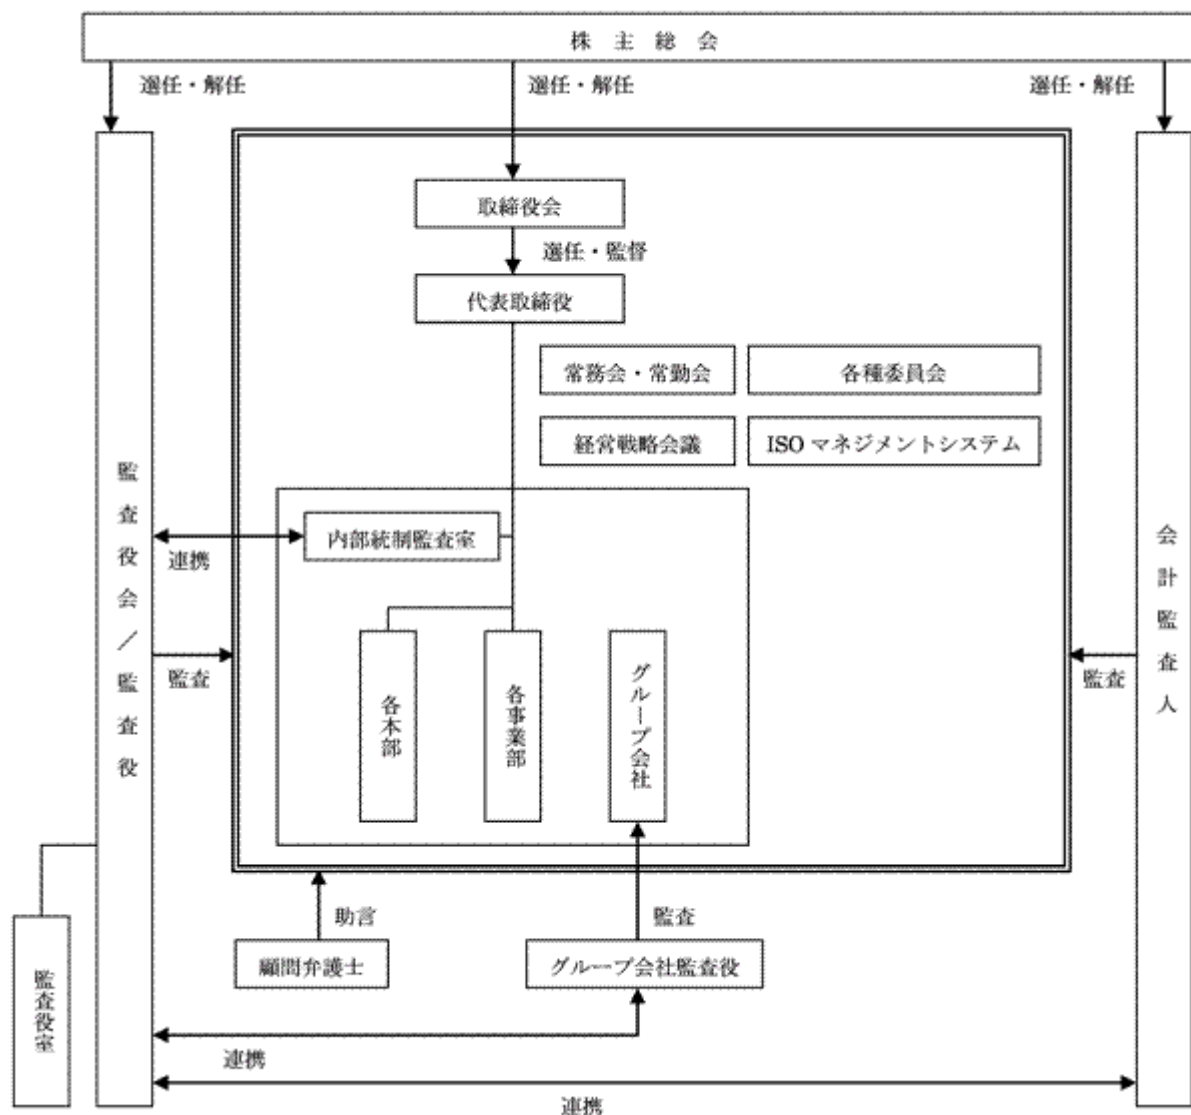 株主総会
選任・解任
選任・解任
選任・解任
取締役会
選任・監督
代表取締役
常務会・常勤会
各種委員会
経営戦略会議
ISO マネジメントシステム
監査役会／監査役
内部統制監査室
連携
会計監査人
監査
監査
各本部
各事業部
グループ会社
助言
監査
顧問弁護士
グループ会社監査役
監査役室
連携
連携